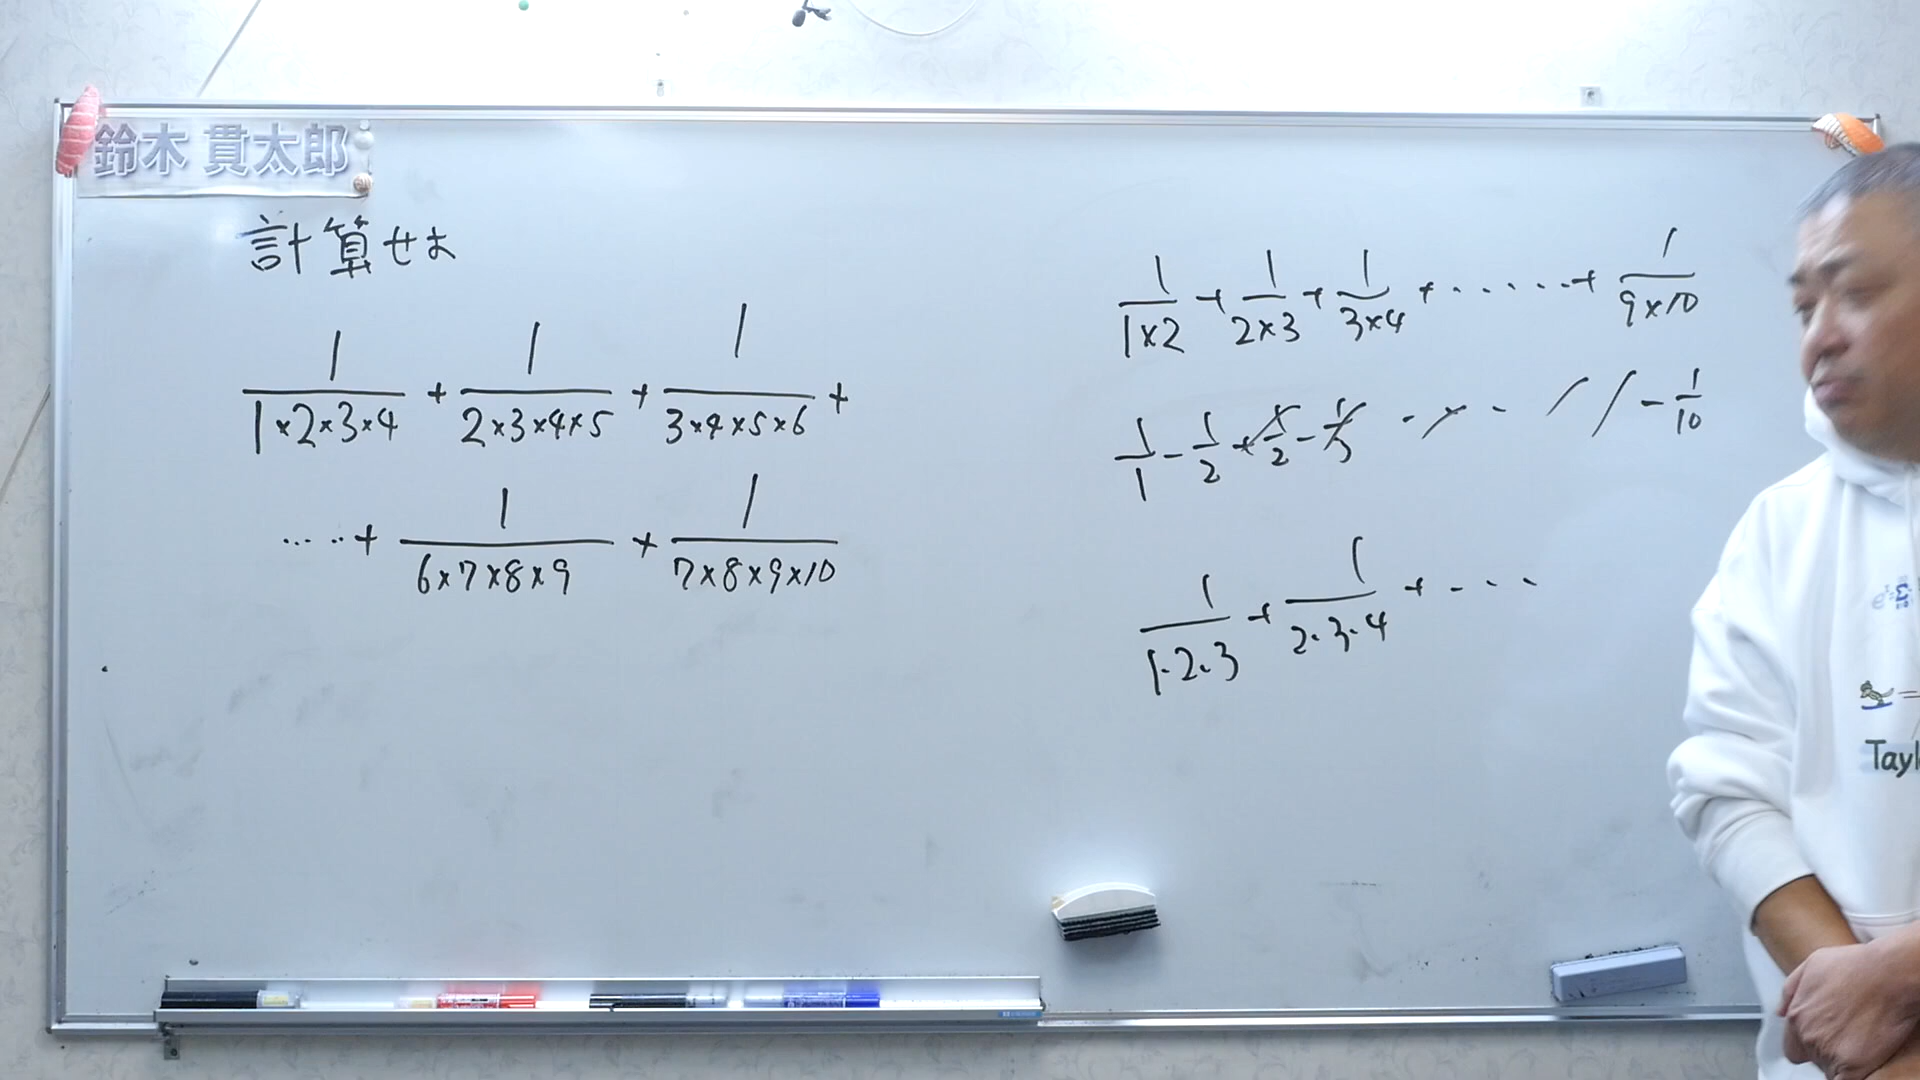 鈴木 貫太郎
計算せよ
1/(1×2×3×4) + 1/(2×3×4×5) + 1/(3×4×5×6) +
..... + 1/(6×7×8×9) + 1/(7×8×9×10)
1/(1×2) + 1/(2×3) + 1/(3×4) + ...... + 1/(9×10)
1/1 - 1/2 + 1/2 - 1/3 - - - 1/10
1/(1·2·3) + 1/(2·3·4) + - - -
Tayl